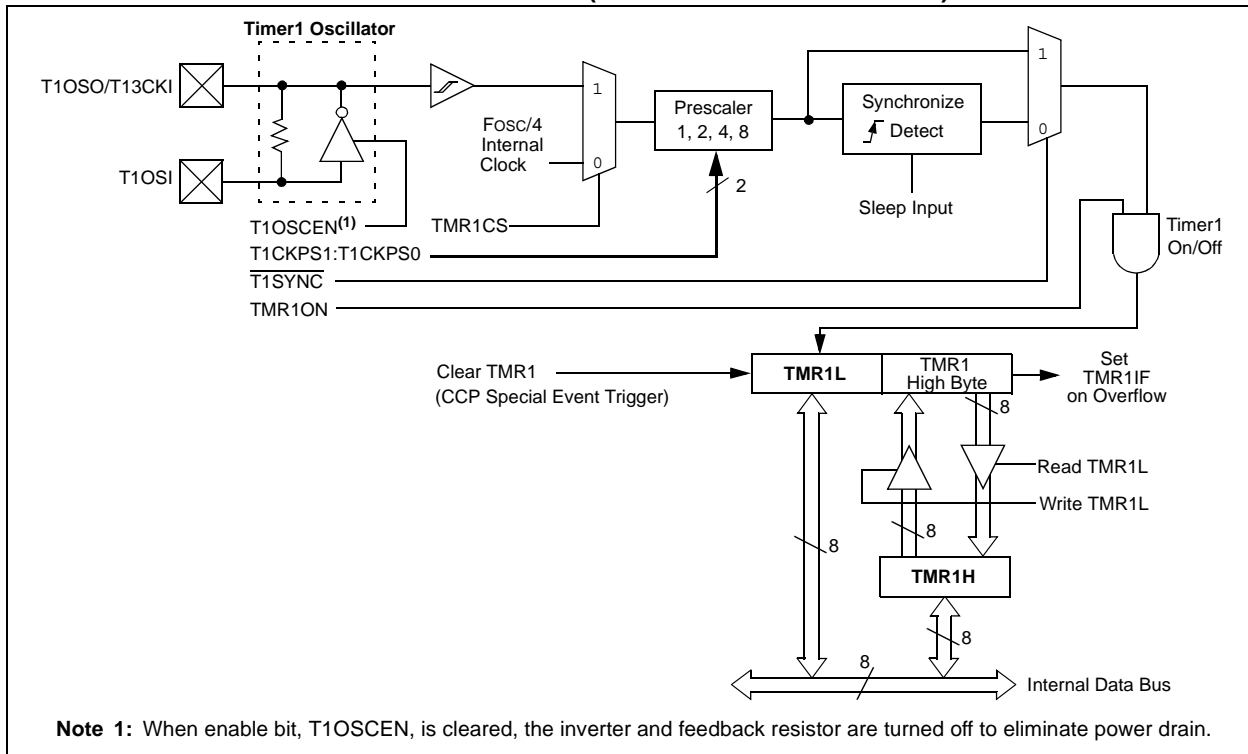 Timer1 Oscillator
T1OSO/T13CKI
T1OSI
FOSC/4
Internal
Clock
1
0
Prescaler
1, 2, 4, 8
2
Synchronize
Detect
Sleep Input
1
0
T1OSCEN(1)
TMR1CS
T1CKPS1:T1CKPS0
T1SYNC
TMR1ON
Timer1
On/Off
Clear TMR1
(CCP Special Event Trigger)
TMR1L
TMR1
High Byte
Set
TMR1IF
on Overflow
8
Read TMR1L
Write TMR1L
8
8
TMR1H
8
8
Internal Data Bus
Note 1: When enable bit, T1OSCEN, is cleared, the inverter and feedback resistor are turned off to eliminate power drain.